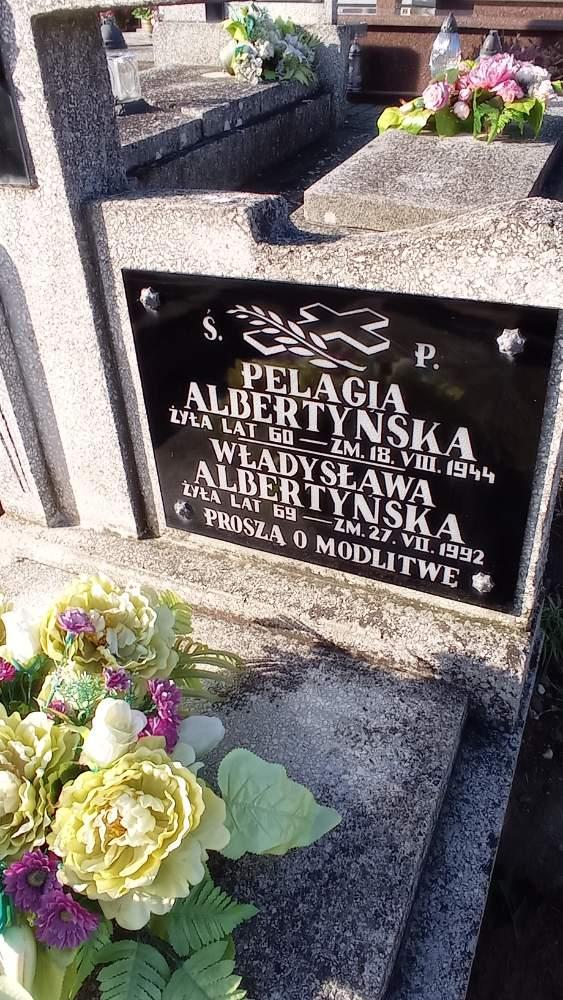 Ś. P.
PELAGIA
ALBERTYŃSKA
ŻYŁA LAT 60 — ZM. 18. VIII. 1944
WŁADYSŁAWA
ALBERTYŃSKA
ŻYŁA LAT 69 — ZM. 27. VII. 1992
PROSZĄ O MODLITWĘ